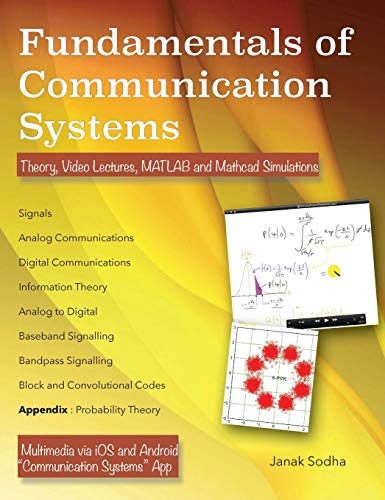 Fundamentals of
Communication
Systems
Theory, Video Lectures, MATLAB and Mathcad Simulations
Signals
Analog Communications
Digital Communications
Information Theory
Analog to Digital
Baseband Signalling
Bandpass Signalling
Block and Convolutional Codes
Appendix : Probability Theory
8-PSK
Multimedia via iOS and Android
"Communication Systems" App
Janak Sodha